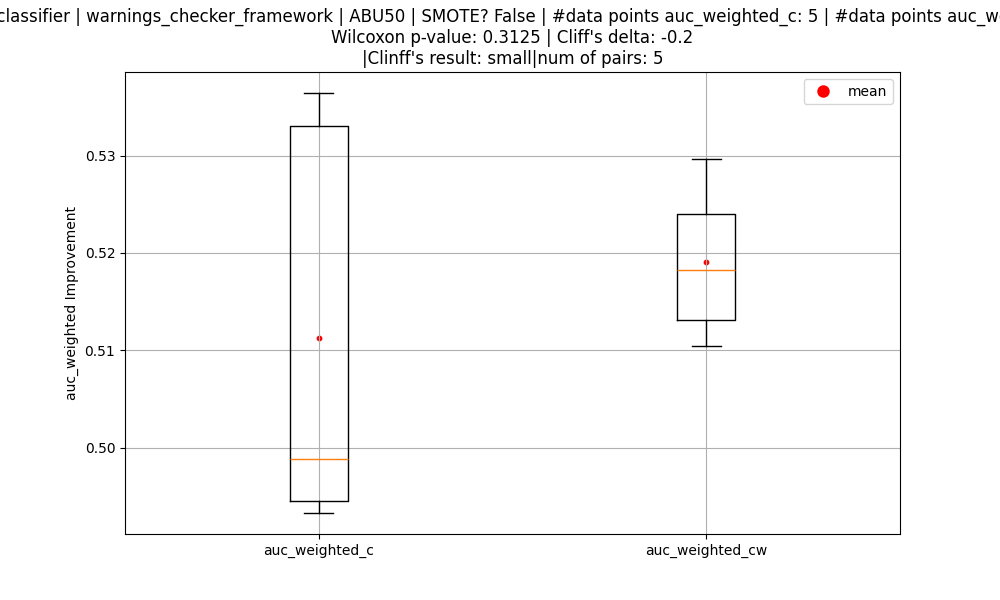 classifier | warnings_checker_framework | ABU50 | SMOTE? False | #data points auc_weighted_c: 5 | #data points
Wilcoxon p-value: 0.3125 | Cliff's delta: -0.2
|Clinff's result: small|num of pairs: 5
mean
0.53
0.52
0.51
0.50
auc_weighted Improvement
auc_weighted_c
auc_weighted_cw